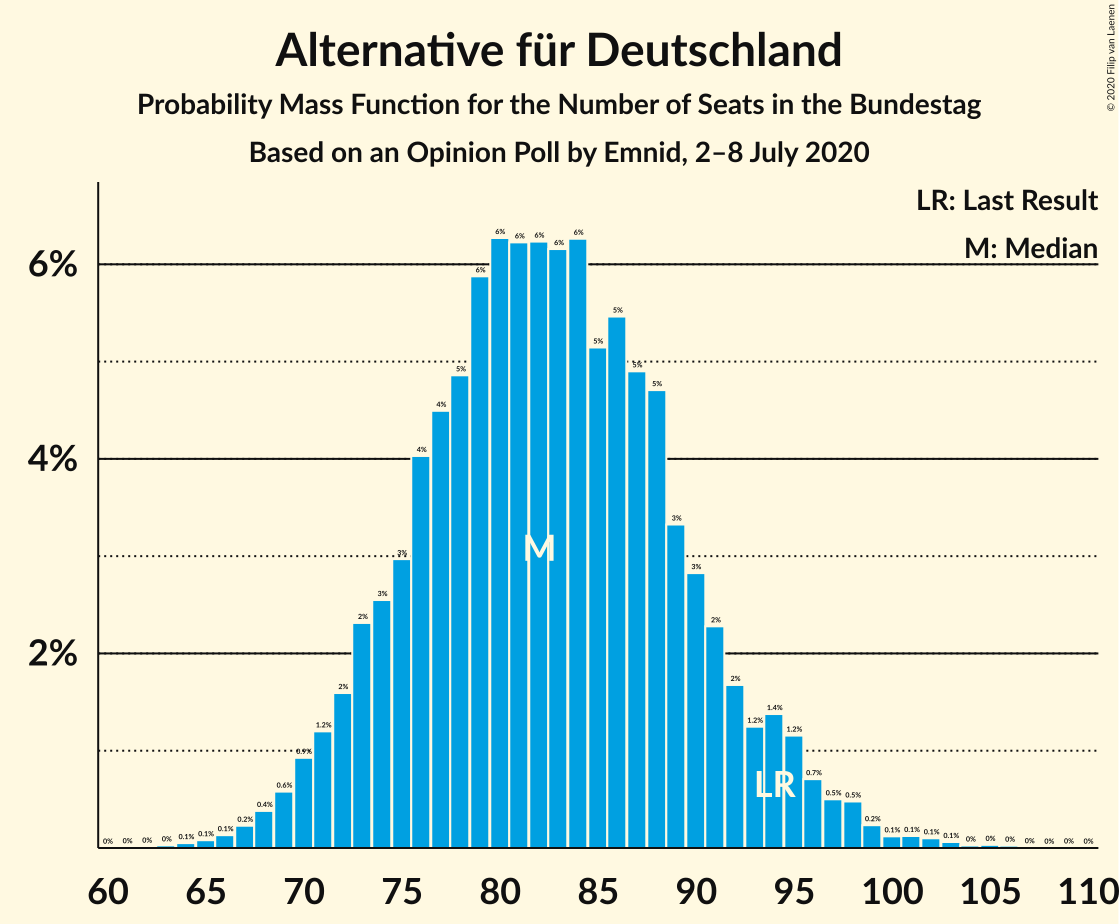 Alternative für Deutschland
Probability Mass Function for the Number of Seats in the Bundestag
Based on an Opinion Poll by Emnid, 2–8 July 2020
© 2020 Filip van Laenen
LR: Last Result
M: Median
6%
4%
2%
0% 0% 0% 0% 0.1% 0.1% 0.1% 0.2% 0.4% 0.6% 0.9% 1.2% 2% 2% 3% 3% 4% 4% 5% 6% 6% 6% 6% 6% 6% 5% 5% 5% 5% 3% 3% 2% 2% 1.2% 1.4% 1.2% 0.7% 0.5% 0.5% 0.2% 0.1% 0.1% 0.1% 0.1% 0% 0% 0% 0% 0% 0% 0%
M
LR
60 65 70 75 80 85 90 95 100 105 110